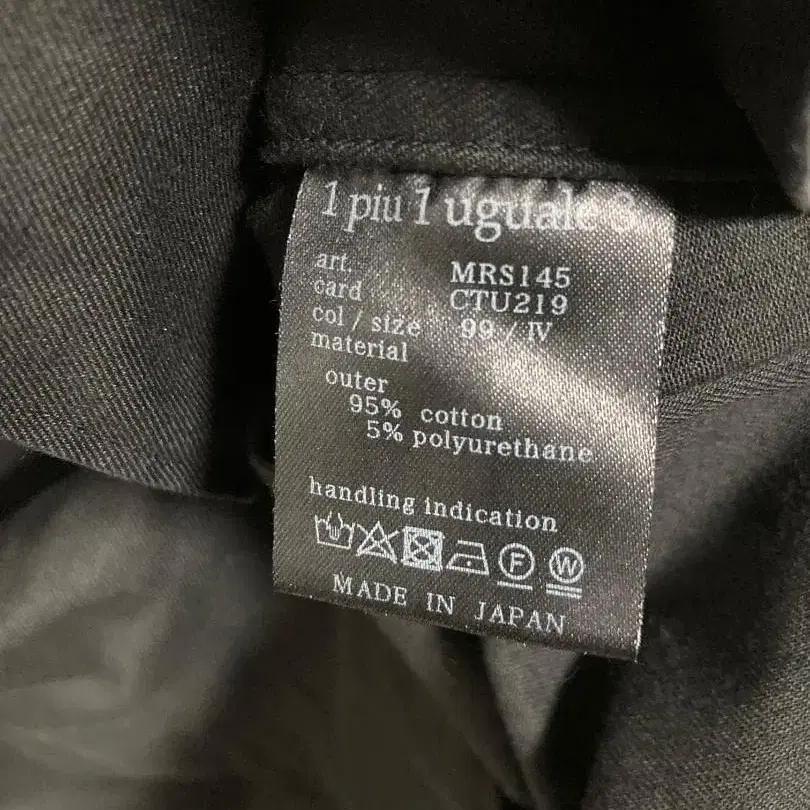 1 piu 1 uguale 3
art. MRS145
card CTU219
col / size 99 / Ⅳ
material
outer
95% cotton
5% polyurethane
handling indication
F W
MADE IN JAPAN